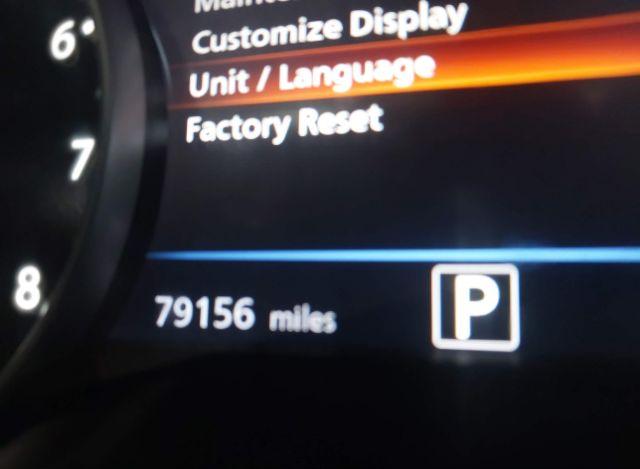 6
7
8
Customize Display
Unit / Language
Factory Reset
79156 miles
P